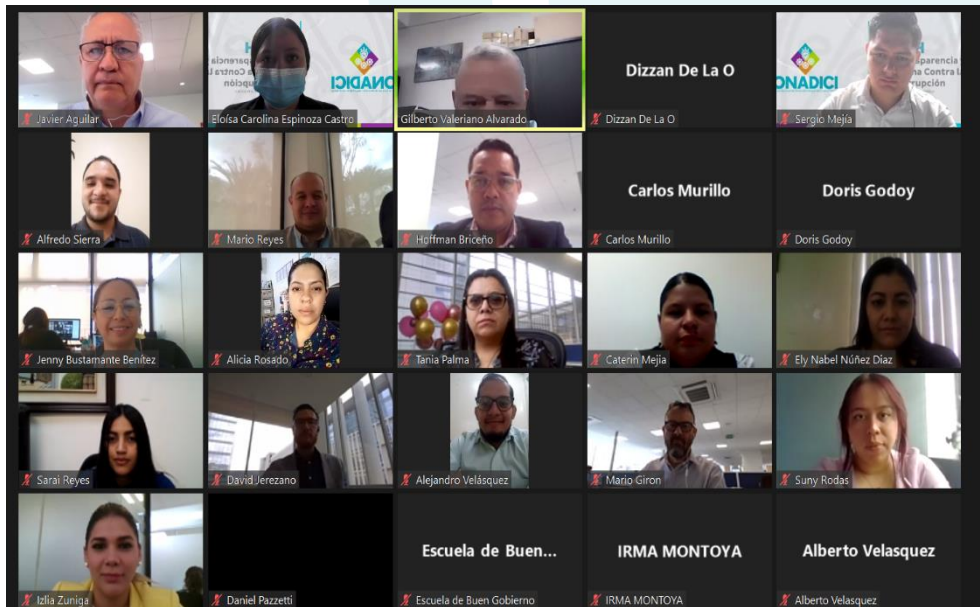 Javier Aguilar
ONADICI
Eloísa Carolina Espinoza Castro
Gilberto Valeriano Alvarado
Dizzan De La O
Dizzan De La O
ONADICI
Sergio Mejía
Alfredo Sierra
Mario Reyes
Hoffman Briceño
Carlos Murillo
Carlos Murillo
Doris Godoy
Doris Godoy
Jenny Bustamante Benítez
Alicia Rosado
Tania Palma
Caterin Mejia
Ely Nabel Núñez Díaz
Sarai Reyes
David Jerezano
Alejandro Velásquez
Mario Giron
Suny Rodas
Izlia Zuniga
Daniel Pazzetti
Escuela de Buen...
Escuela de Buen Gobierno
IRMA MONTOYA
IRMA MONTOYA
Alberto Velasquez
Alberto Velasquez